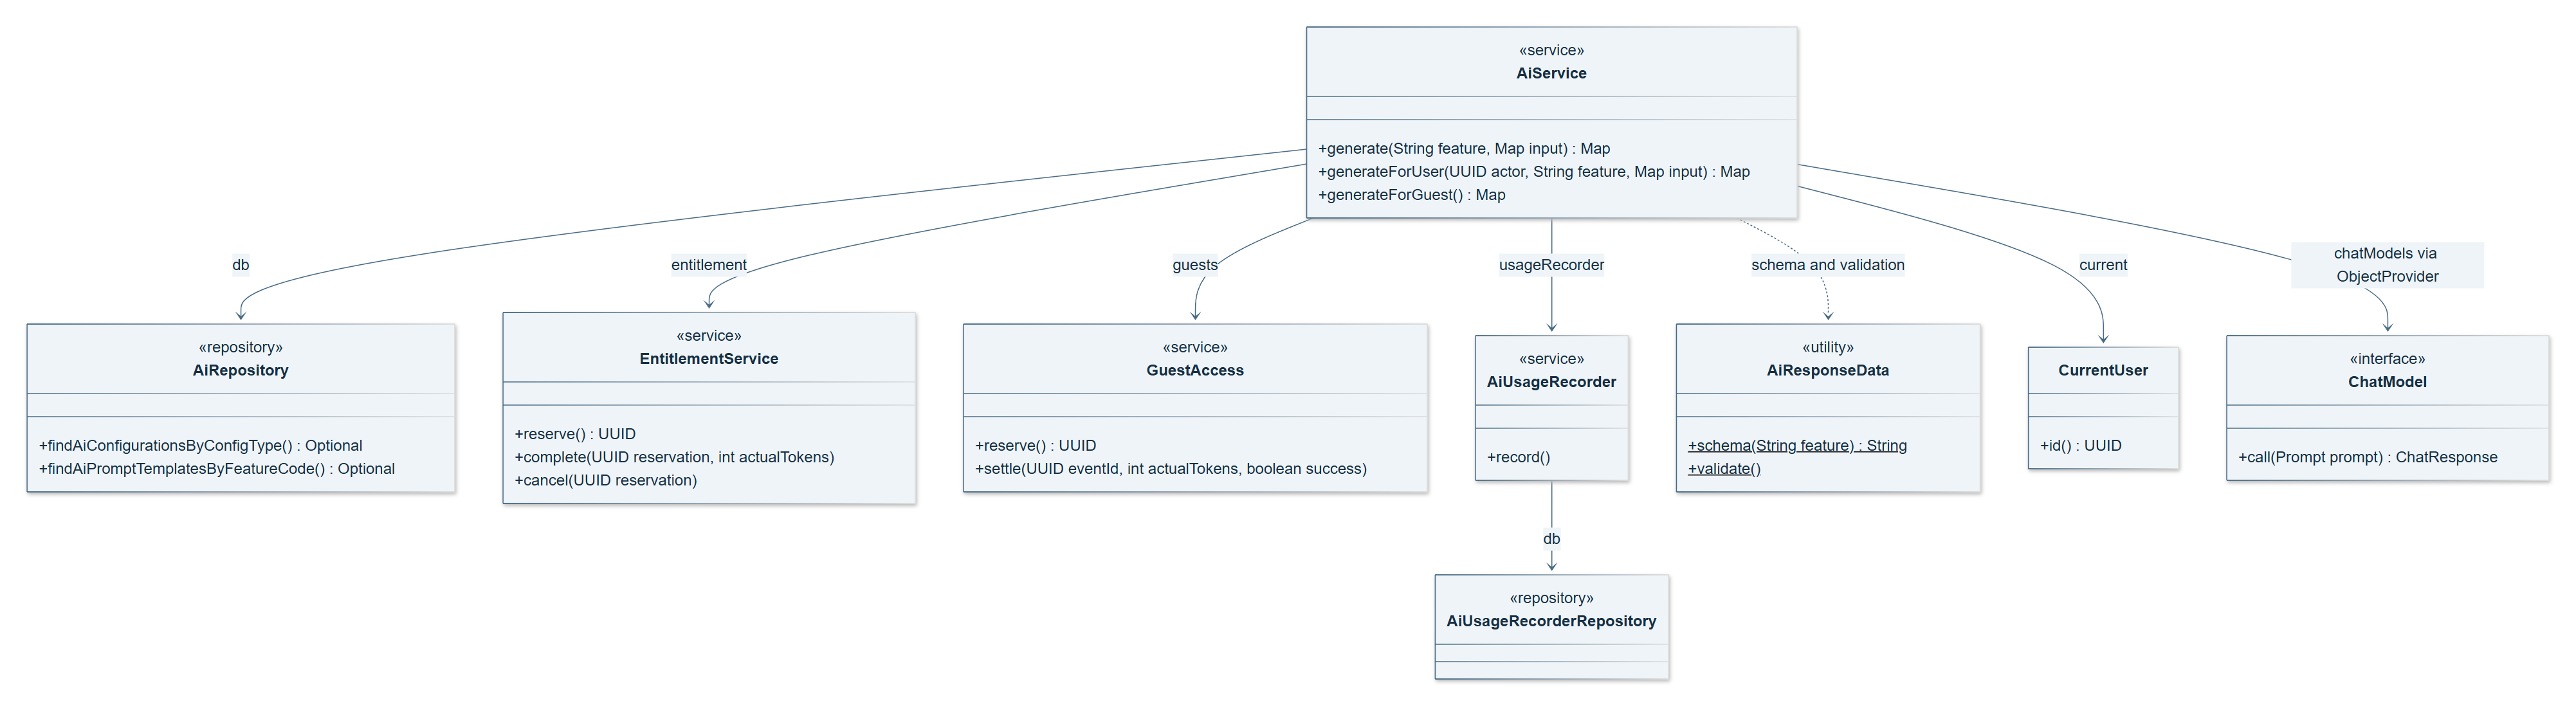 «service»
AiService
+generate(String feature, Map input) : Map
+generateForUser(UUID actor, String feature, Map input) : Map
+generateForGuest() : Map
db
entitlement
guests
usageRecorder
schema and validation
current
chatModels via
ObjectProvider
«repository»
AiRepository
+findAiConfigurationsByConfigType() : Optional
+findAiPromptTemplatesByFeatureCode() : Optional
«service»
EntitlementService
+reserve() : UUID
+complete(UUID reservation, int actualTokens)
+cancel(UUID reservation)
«service»
GuestAccess
+reserve() : UUID
+settle(UUID eventId, int actualTokens, boolean success)
«service»
AiUsageRecorder
+record()
«utility»
AiResponseData
+schema(String feature) : String
+validate()
CurrentUser
+id() : UUID
«interface»
ChatModel
+call(Prompt prompt) : ChatResponse
db
«repository»
AiUsageRecorderRepository